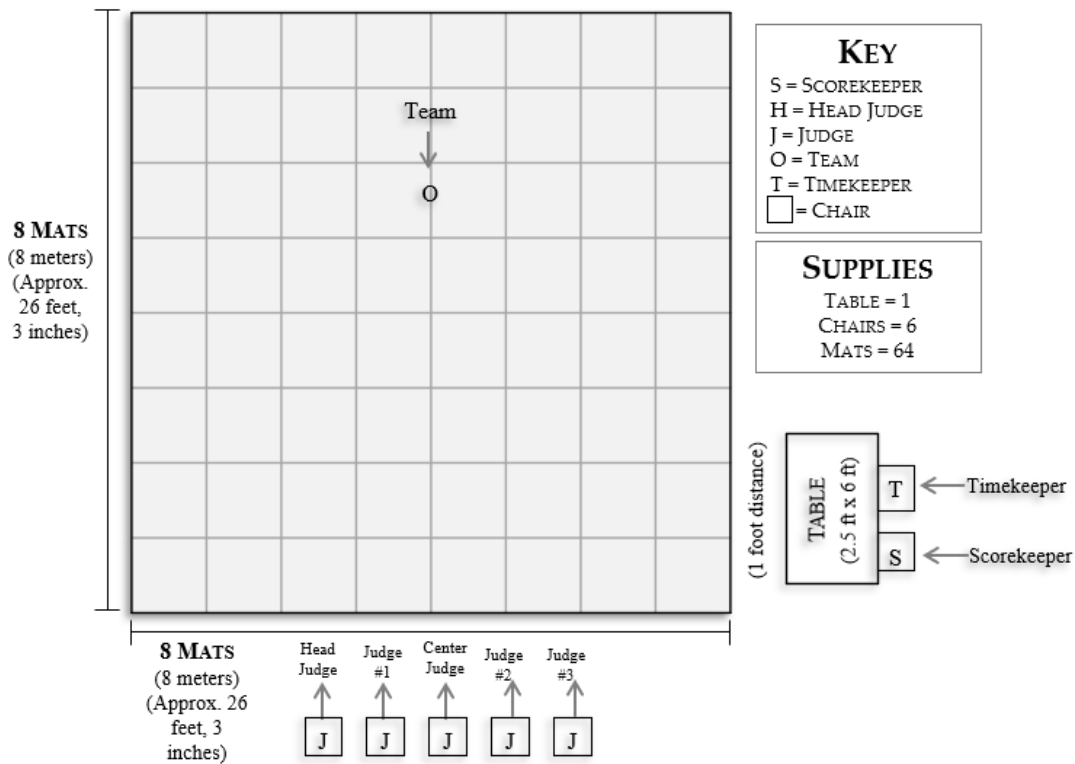 Team
O
8 MATS
(8 meters)
(Approx.
26 feet,
3 inches)
KEY
S = SCOREKEEPER
H = HEAD JUDGE
J = JUDGE
O = TEAM
T = TIMEKEEPER
= CHAIR
SUPPLIES
TABLE = 1
CHAIRS = 6
MATS = 64
(1 foot distance)
TABLE
(2.5 ft x 6 ft)
T
Timekeeper
S
Scorekeeper
8 MATS
(8 meters)
(Approx. 26
feet, 3
inches)
Head
Judge
Judge
#1
Center
Judge
Judge
#2
Judge
#3
J
J
J
J
J